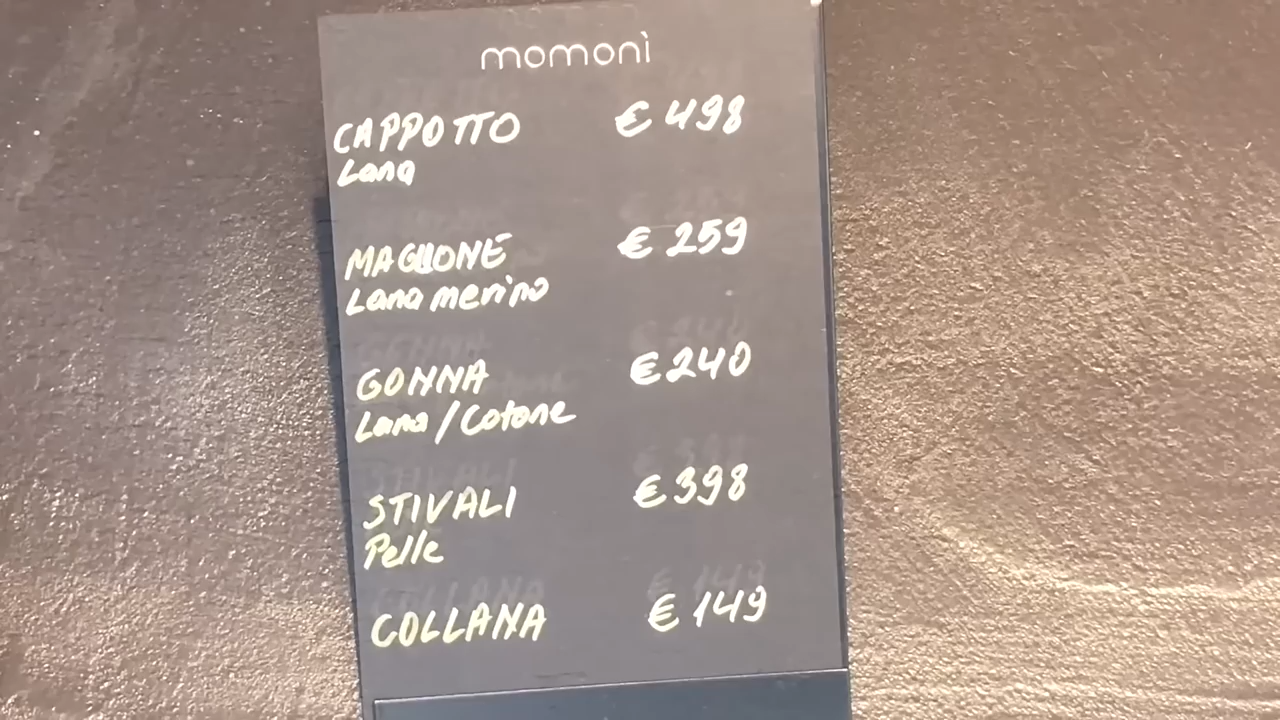 momonì
CAPPOTTO € 498
Lana
MAGLIONE € 259
Lana merino
GONNA € 240
Lana / Cotone
STIVALI € 398
Pelle
COLLANA € 149